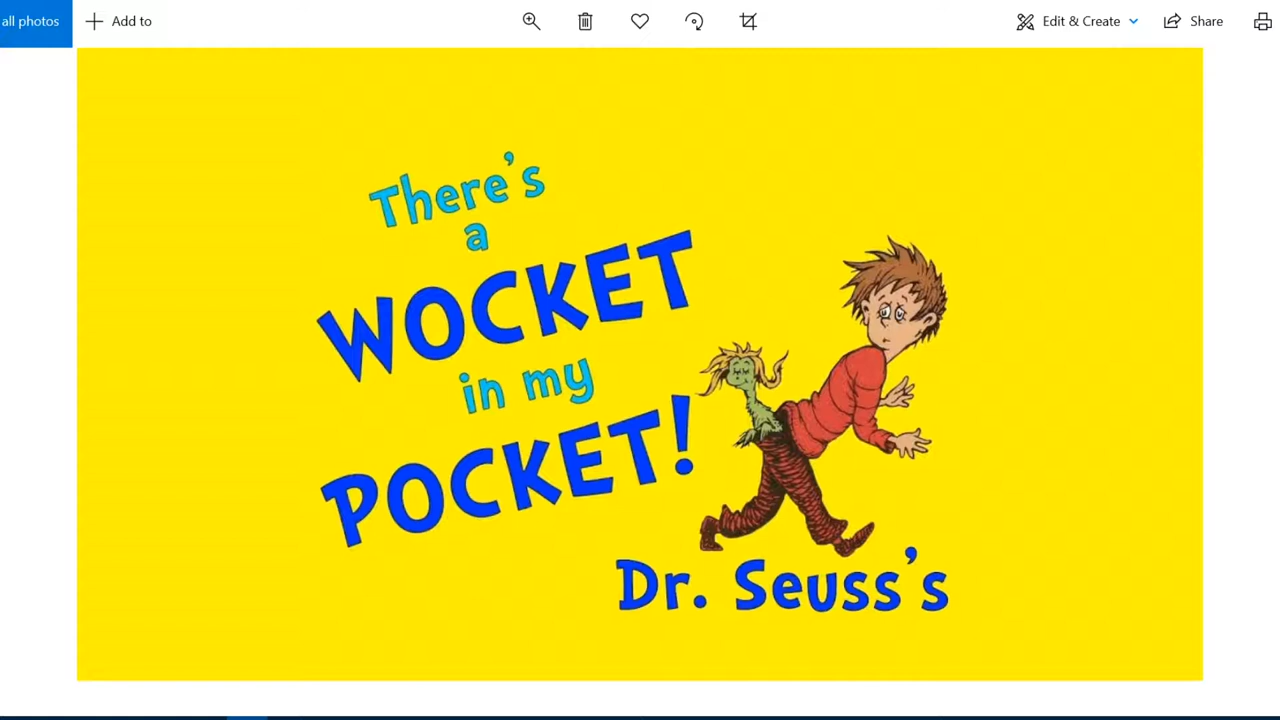 all photos Add to Edit & Create Share
There's
a
WOCKET
in my
POCKET!
Dr. Seuss's